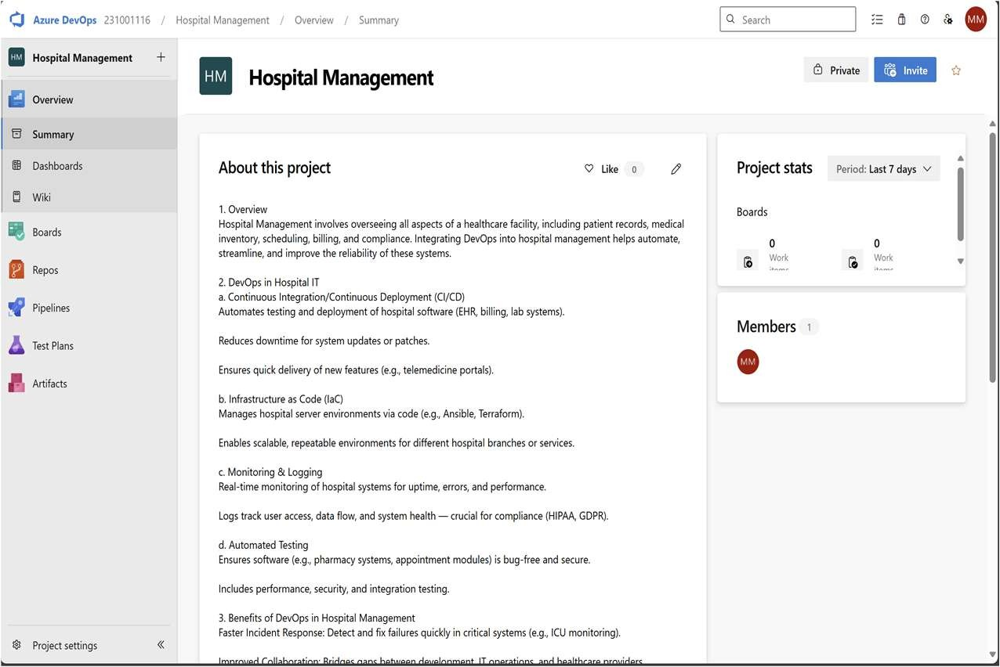 Azure DevOps 231001116 / Hospital Management / Overview / Summary
Search
MM
HM Hospital Management +
Overview
Summary
Dashboards
Wiki
Boards
Repos
Pipelines
Test Plans
Artifacts
Project settings
HM Hospital Management
Private
Invite
About this project
Like 0
1. Overview
Hospital Management involves overseeing all aspects of a healthcare facility, including patient records, medical
inventory, scheduling, billing, and compliance. Integrating DevOps into hospital management helps automate,
streamline, and improve the reliability of these systems.
2. DevOps in Hospital IT
a. Continuous Integration/Continuous Deployment (CI/CD)
Automates testing and deployment of hospital software (EHR, billing, lab systems).
Reduces downtime for system updates or patches.
Ensures quick delivery of new features (e.g., telemedicine portals).
b. Infrastructure as Code (IaC)
Manages hospital server environments via code (e.g., Ansible, Terraform).
Enables scalable, repeatable environments for different hospital branches or services.
c. Monitoring & Logging
Real-time monitoring of hospital systems for uptime, errors, and performance.
Logs track user access, data flow, and system health — crucial for compliance (HIPAA, GDPR).
d. Automated Testing
Ensures software (e.g., pharmacy systems, appointment modules) is bug-free and secure.
Includes performance, security, and integration testing.
3. Benefits of DevOps in Hospital Management
Faster Incident Response: Detect and fix failures quickly in critical systems (e.g., ICU monitoring).
Improved Collaboration: Bridges gaps between development, IT operations, and healthcare providers
Project stats
Period: Last 7 days
Boards
0 0
Work Work
items items
Members 1
MM